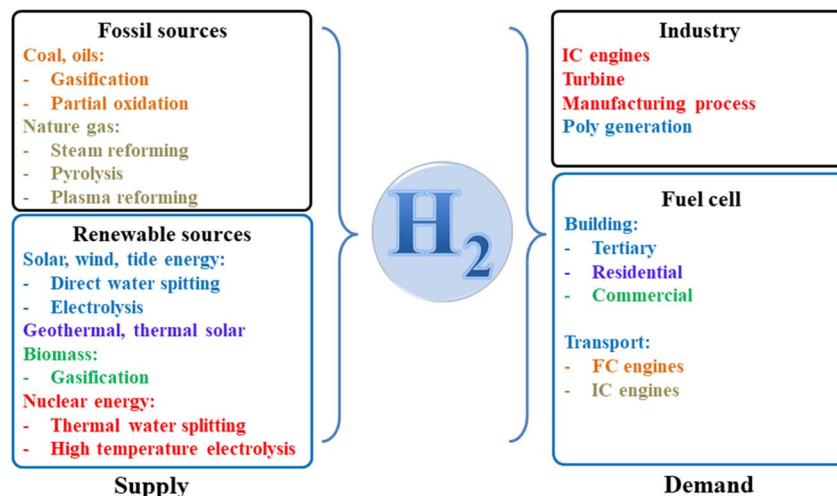 Fossil sources
Coal, oils:
- Gasification
- Partial oxidation
Nature gas:
- Steam reforming
- Pyrolysis
- Plasma reforming
Renewable sources
Solar, wind, tide energy:
- Direct water spitting
- Electrolysis
Geothermal, thermal solar
Biomass:
- Gasification
Nuclear energy:
- Thermal water splitting
- High temperature electrolysis
Supply
H2
Industry
IC engines
Turbine
Manufacturing process
Poly generation
Fuel cell
Building:
- Tertiary
- Residential
- Commercial
Transport:
- FC engines
- IC engines
Demand